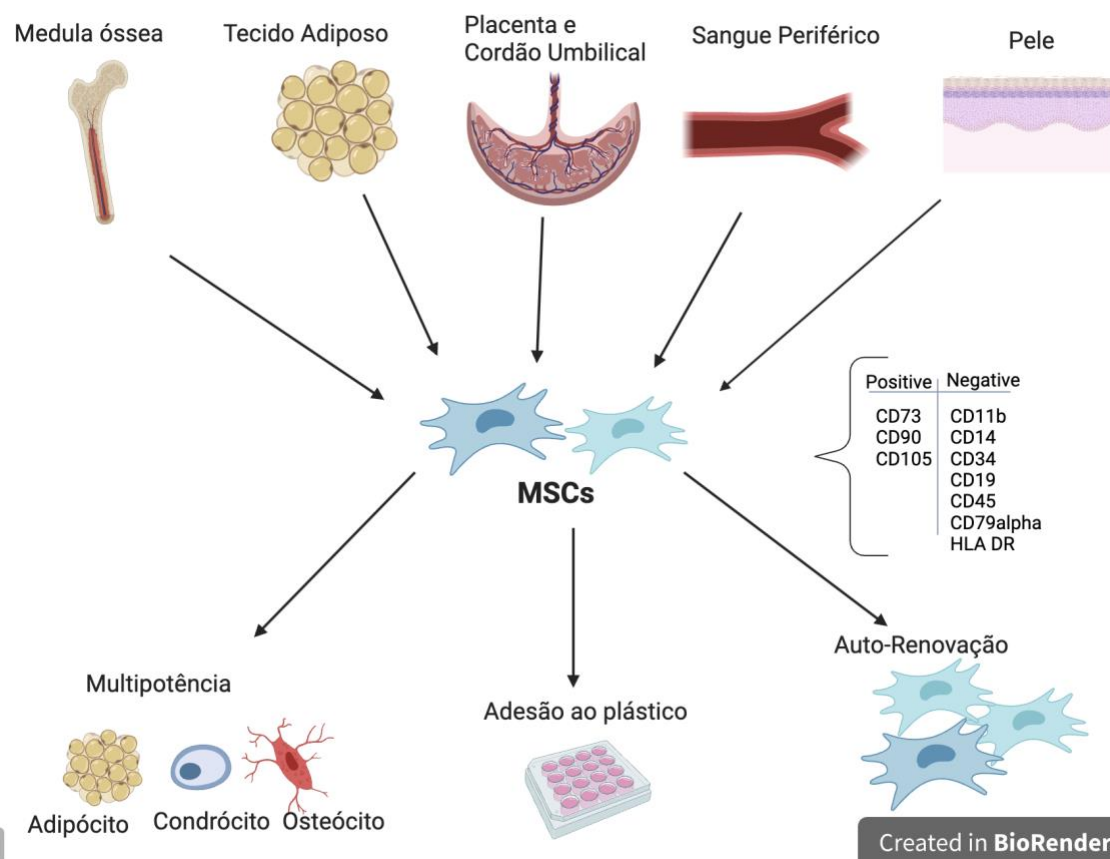 Medula óssea
Tecido Adiposo
Placenta e
Cordão Umbilical
Sangue Periférico
Pele
Positive Negative
CD73 CD11b
CD90 CD14
CD105 CD34
CD19
CD45
CD79alpha
HLA DR
MSCs
Multipotência
Adesão ao plástico
Auto-Renovação
Adipócito Condrócito Osteócito
Created in BioRender